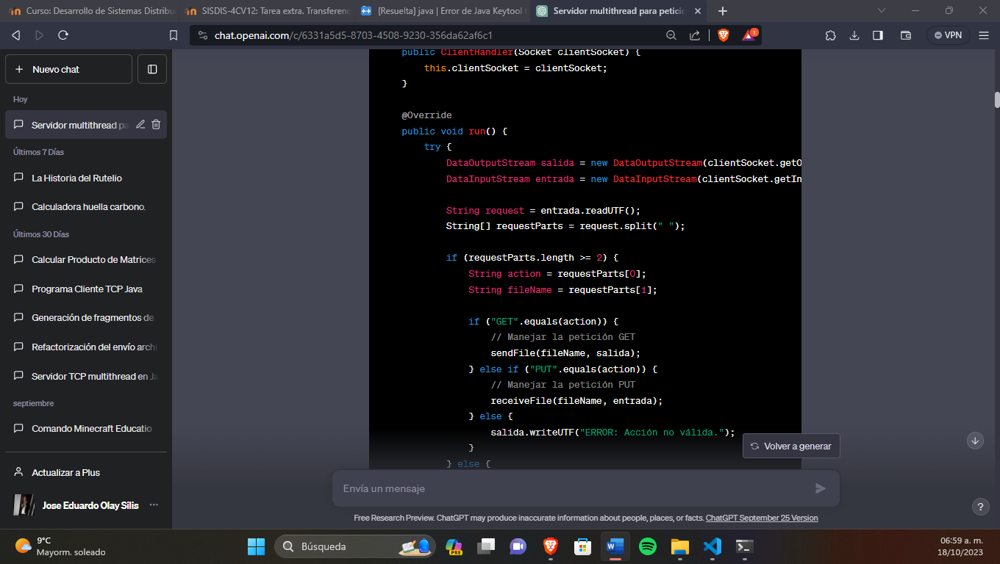 Curso: Desarrollo de Sistemas Distribu
SISDIS-4CV12: Tarea extra. Transferenc
[Resuelta] java | Error de Java Keytool
Servidor multithread para peticio
chat.openai.com/c/6331a5d5-8703-4508-9230-356da62af6c1
1
VPN
Nuevo chat
Hoy
Servidor multithread pa
Últimos 7 Días
La Historia del Rutelio
Calculadora huella carbono.
Últimos 30 Días
Calcular Producto de Matrices
Programa Cliente TCP Java
Generación de fragmentos de
Refactorización del envío archi
Servidor TCP multithread en Ja
septiembre
Comando Minecraft Educatio
Actualizar a Plus
Jose Eduardo Olay Silis
public ClientHandler(Socket clientSocket) {
this.clientSocket = clientSocket;
}
@Override
public void run() {
try {
DataOutputStream salida = new DataOutputStream(clientSocket.getO
DataInputStream entrada = new DataInputStream(clientSocket.getIn
String request = entrada.readUTF();
String[] requestParts = request.split(" ");
if (requestParts.length >= 2) {
String action = requestParts[0];
String fileName = requestParts[1];
if ("GET".equals(action)) {
// Manejar la petición GET
sendFile(fileName, salida);
} else if ("PUT".equals(action)) {
// Manejar la petición PUT
receiveFile(fileName, entrada);
} else {
salida.writeUTF("ERROR: Acción no válida.");
}
} else {
Volver a generar
Envía un mensaje
Free Research Preview. ChatGPT may produce inaccurate information about people, places, or facts. ChatGPT September 25 Version
?
9°C
Mayorm. soleado
Búsqueda
PRE
06:59 a. m.
18/10/2023